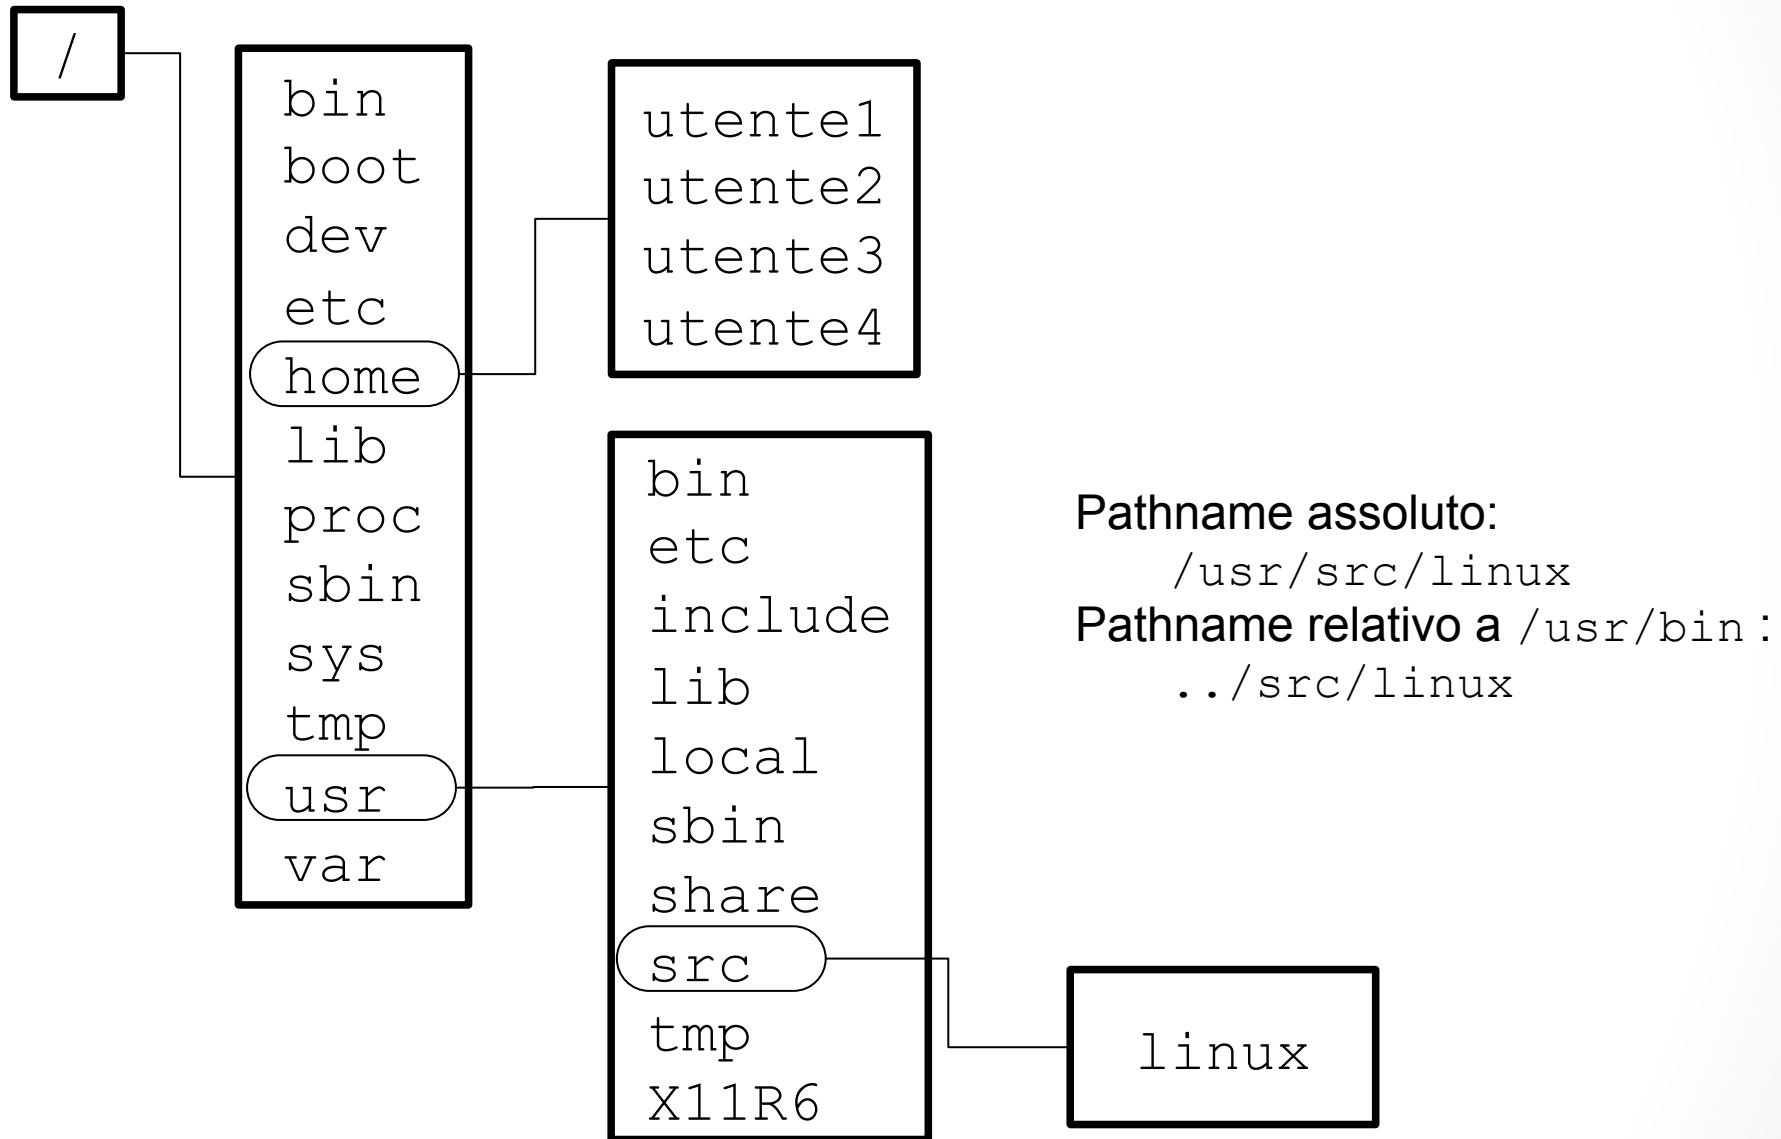 /
bin
boot
dev
etc
home
lib
proc
sbin
sys
tmp
usr
var
utente1
utente2
utente3
utente4
bin
etc
include
lib
local
sbin
share
src
tmp
X11R6
linux
Pathname assoluto:
/usr/src/linux
Pathname relativo a /usr/bin :
../src/linux